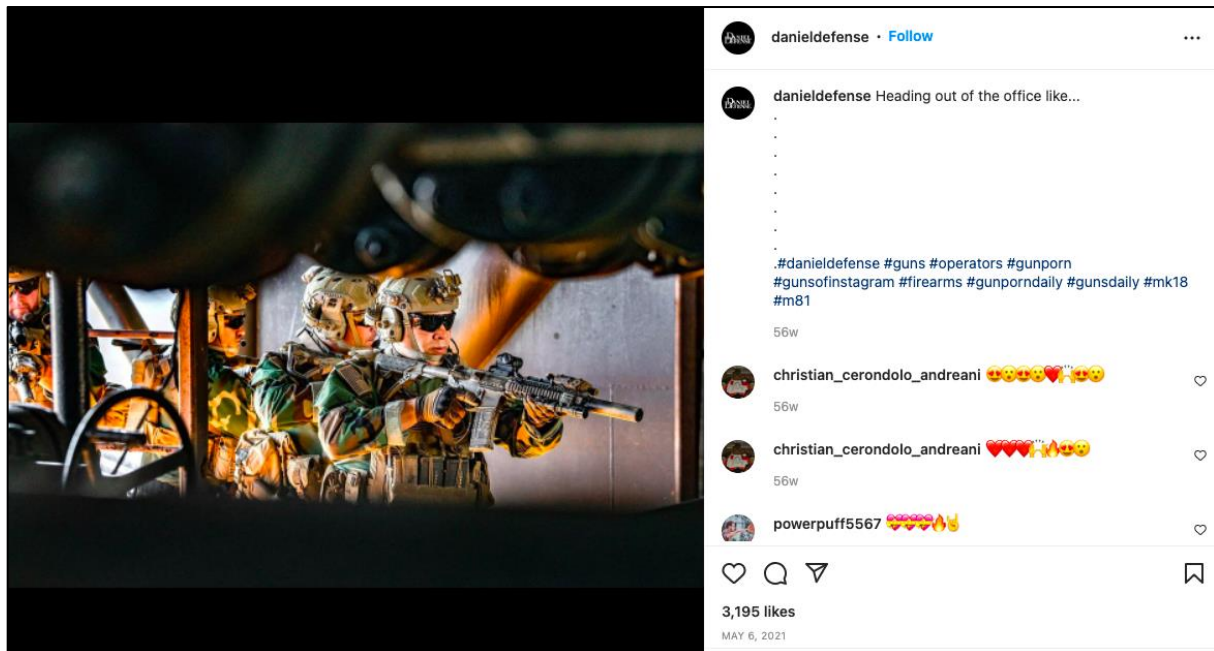 danieldefense • Follow
danieldefense Heading out of the office like...
.
.
.
.
.
.
.
.
.#danieldefense #guns #operators #gunporn
#gunsofinstagram #firearms #gunporndaily #gunsdaily #mk18
#m81
56w
christian_cerondolo_andreani 😍😮😍😮❤️🙌😍😮
56w
christian_cerondolo_andreani ❤️❤️❤️🙌🔥😍😮
56w
powerpuff5567 💝💝💝💝🔥🤘
3,195 likes
MAY 6, 2021